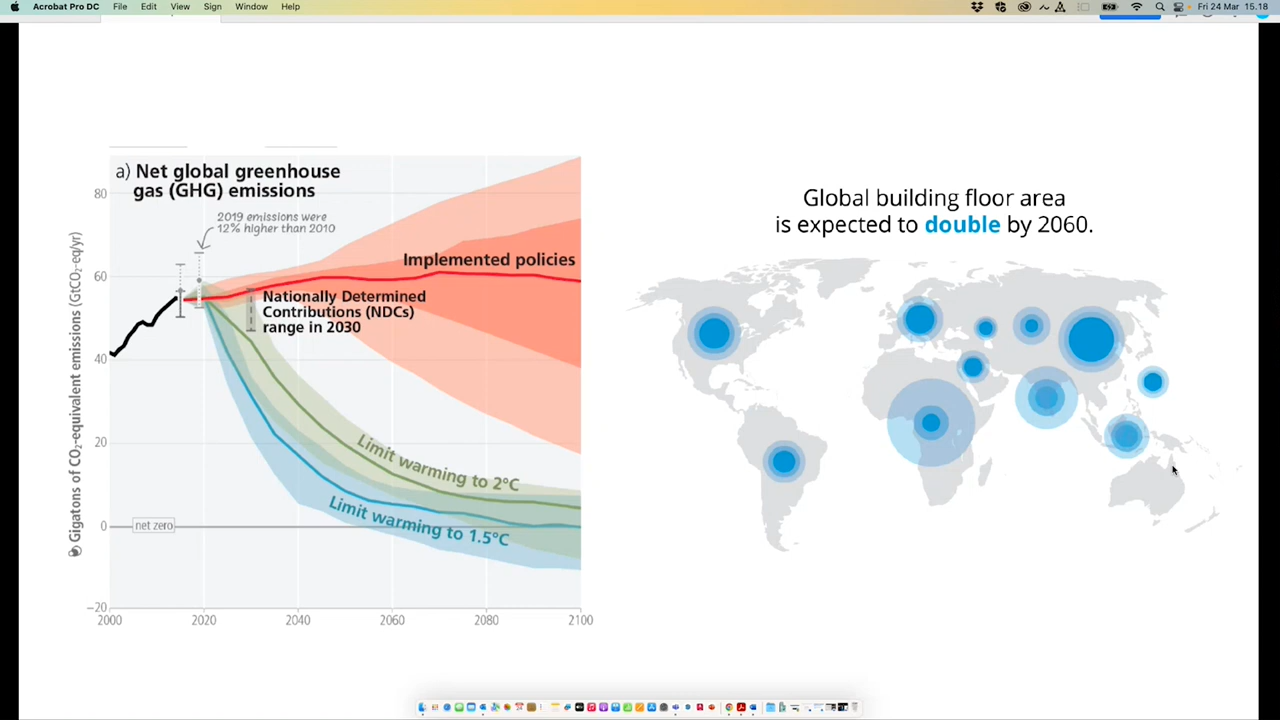 Acrobat Pro DC File Edit View Sign Window Help
Fri 24 Mar 15.18
a) Net global greenhouse
gas (GHG) emissions
2019 emissions were
12% higher than 2010
Gigatons of CO₂-equivalent emissions (GtCO₂-eq/yr)
80
60
40
20
0
−20
Implemented policies
Nationally Determined
Contributions (NDCs)
range in 2030
Limit warming to 2°C
Limit warming to 1.5°C
net zero
2000 2020 2040 2060 2080 2100
Global building floor area
is expected to double by 2060.